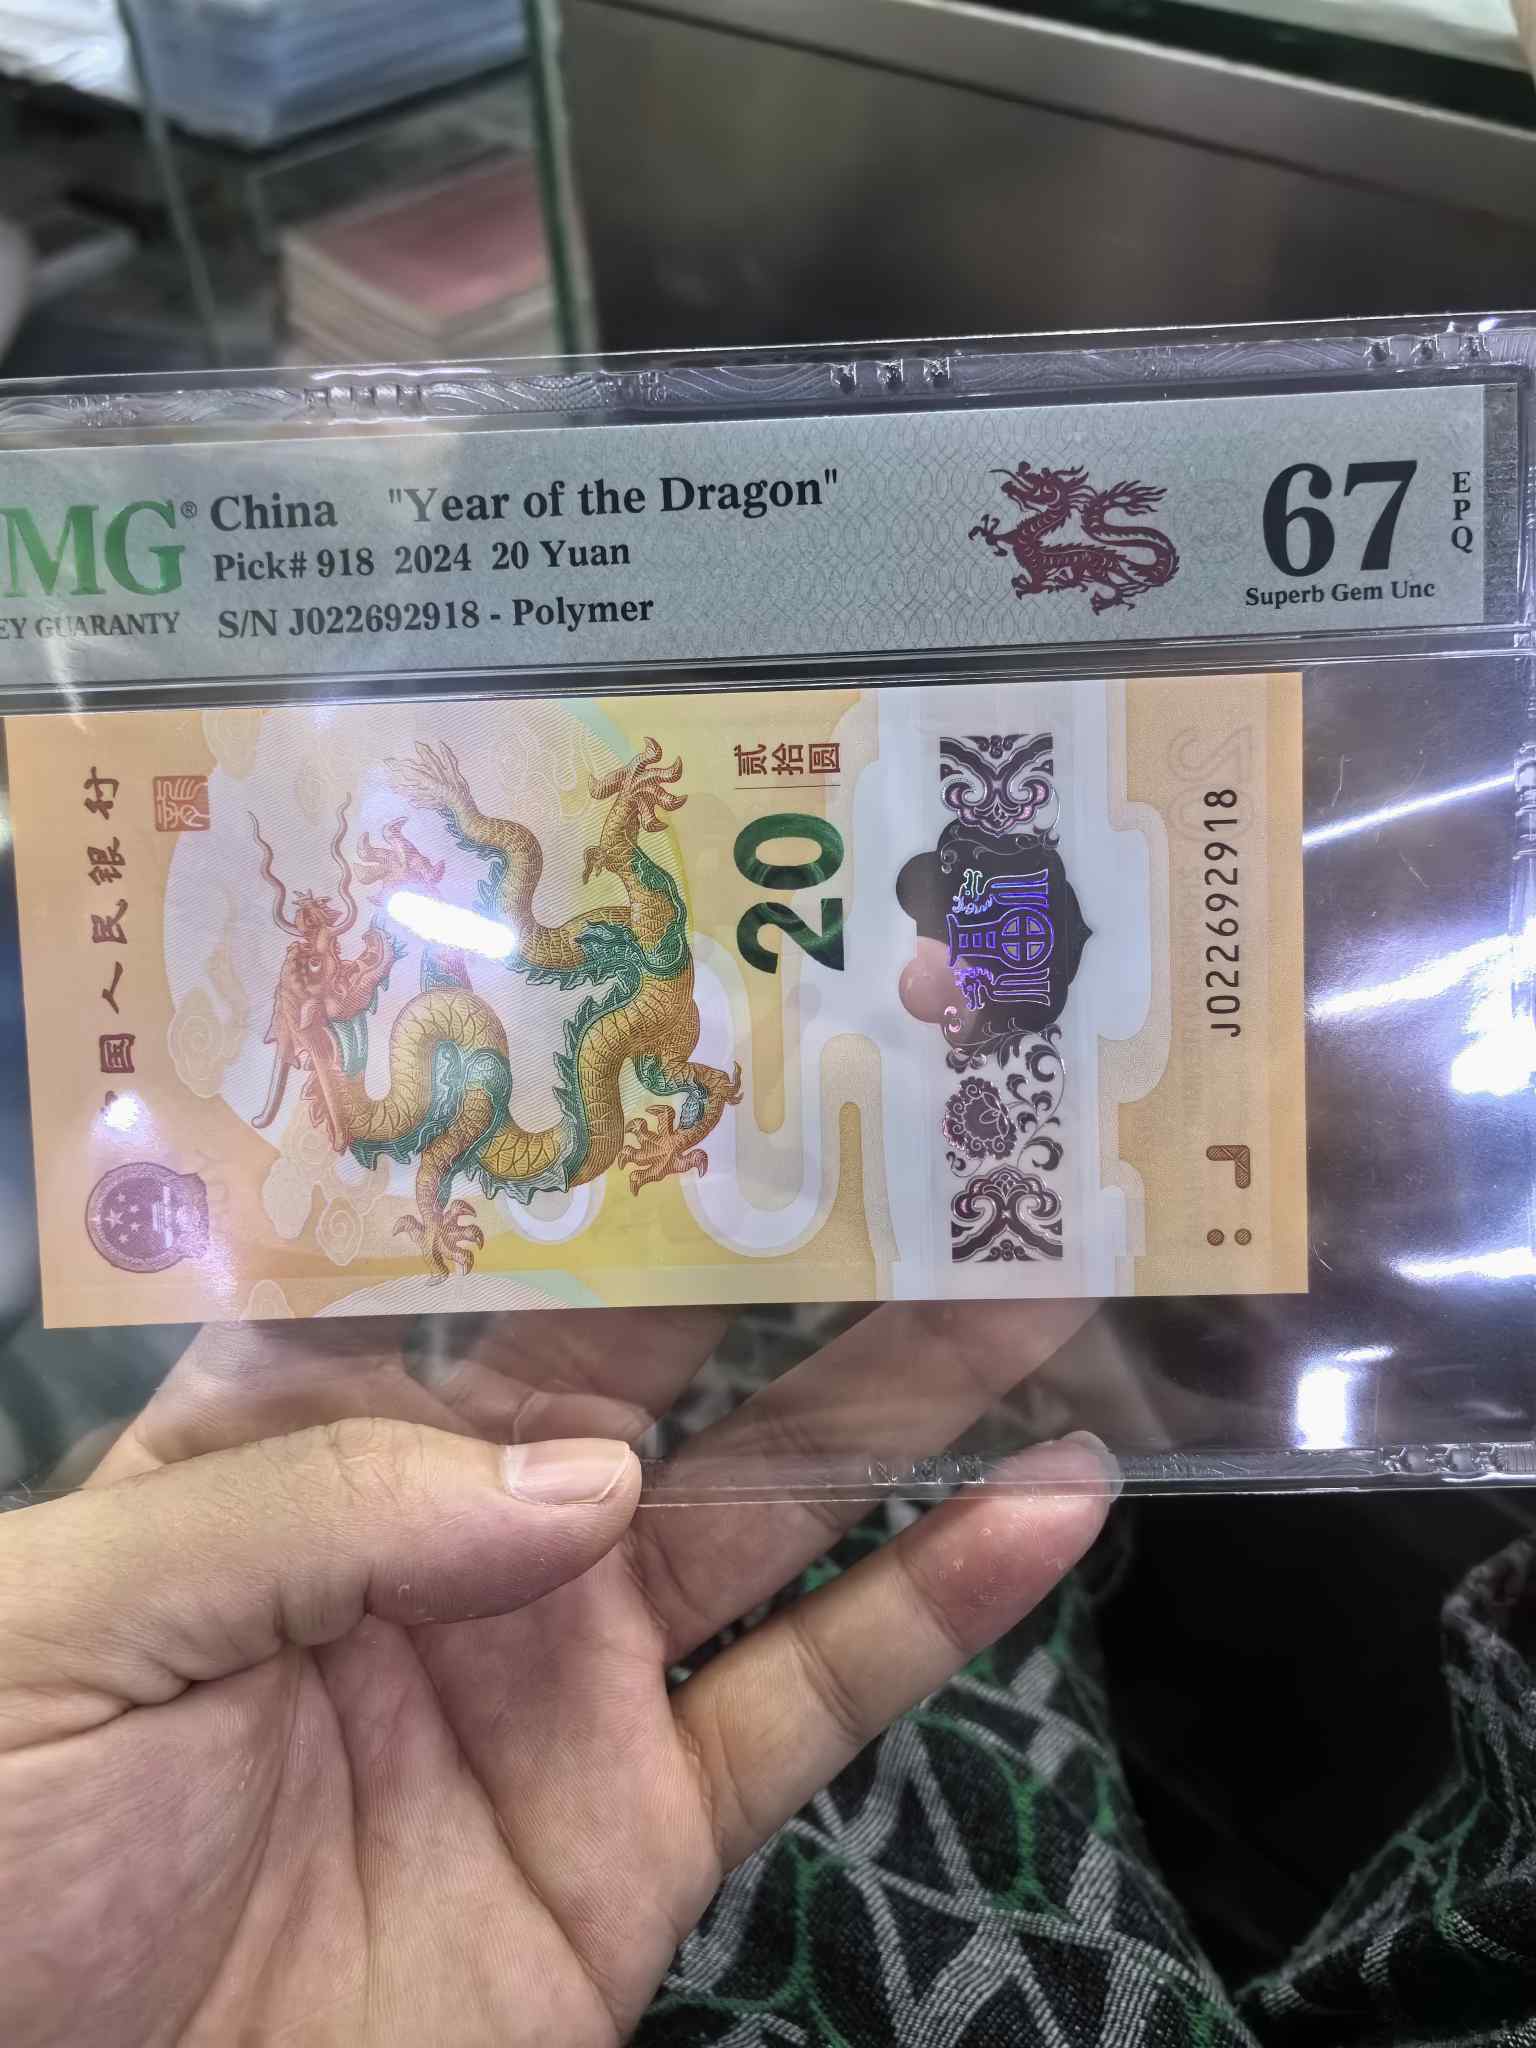 MG®
EY GUARANTY
China "Year of the Dragon"
Pick# 918 2024 20 Yuan
S/N J022692918 - Polymer
67
EPQ
Superb Gem Unc
国人民银行
20
贰拾圆
J022692918